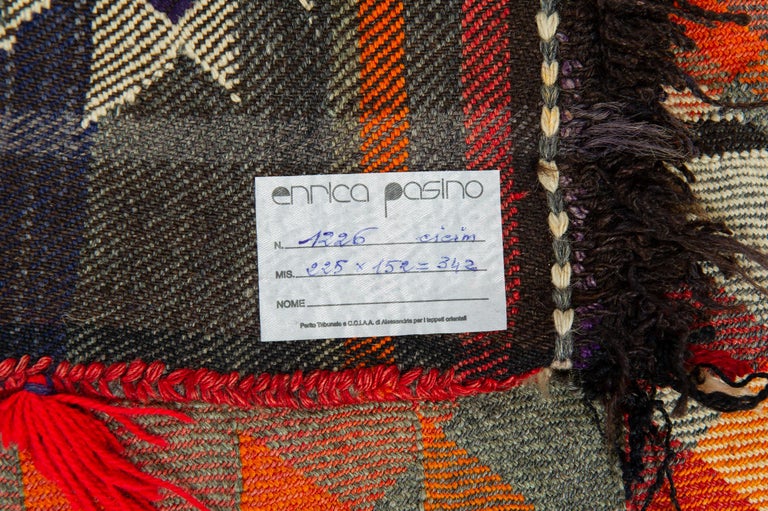 enrica pasino
N. 1226 cicim
MIS. 225 x 152 = 342
NOME
Perito Tribunale e C.C.I.A.A. di Alessandria per i tappeti orientali